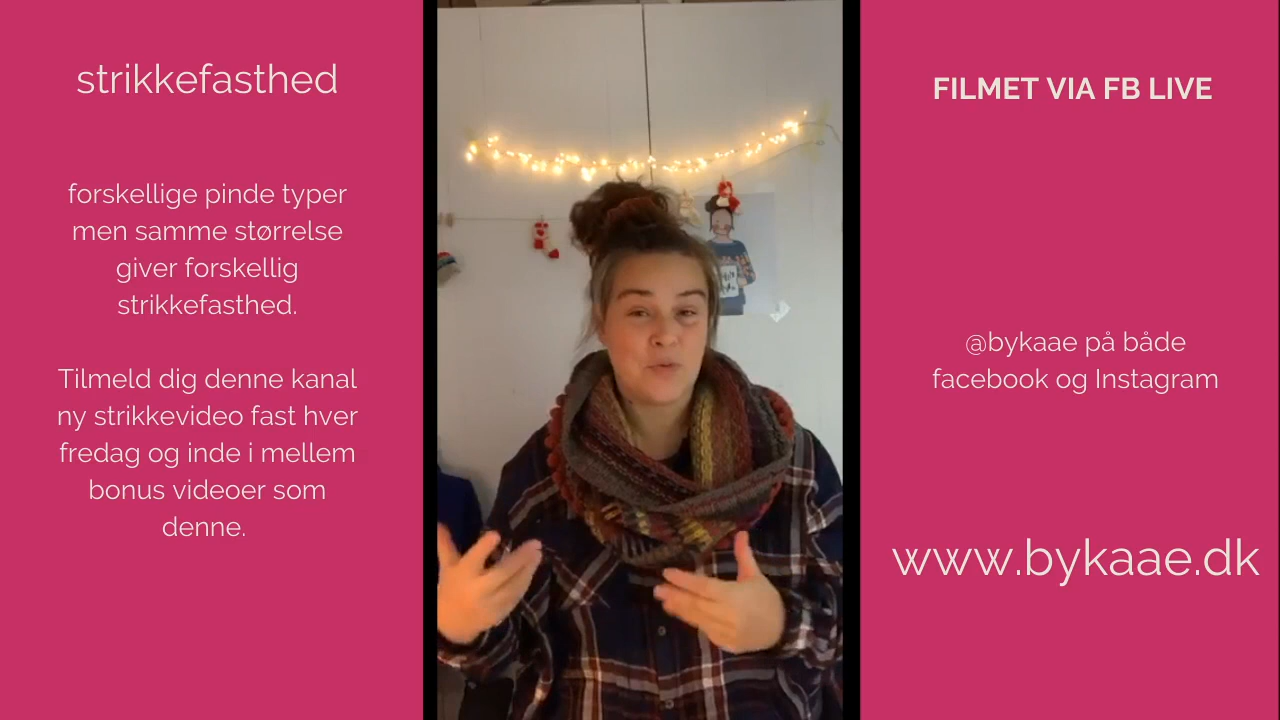 strikkefasthed
forskellige pinde typer
men samme størrelse
giver forskellig
strikkefasthed.
Tilmeld dig denne kanal
ny strikkevideo fast hver
fredag og inde i mellem
bonus videoer som
denne.
FILMET VIA FB LIVE
@bykaae på både
facebook og Instagram
www.bykaae.dk